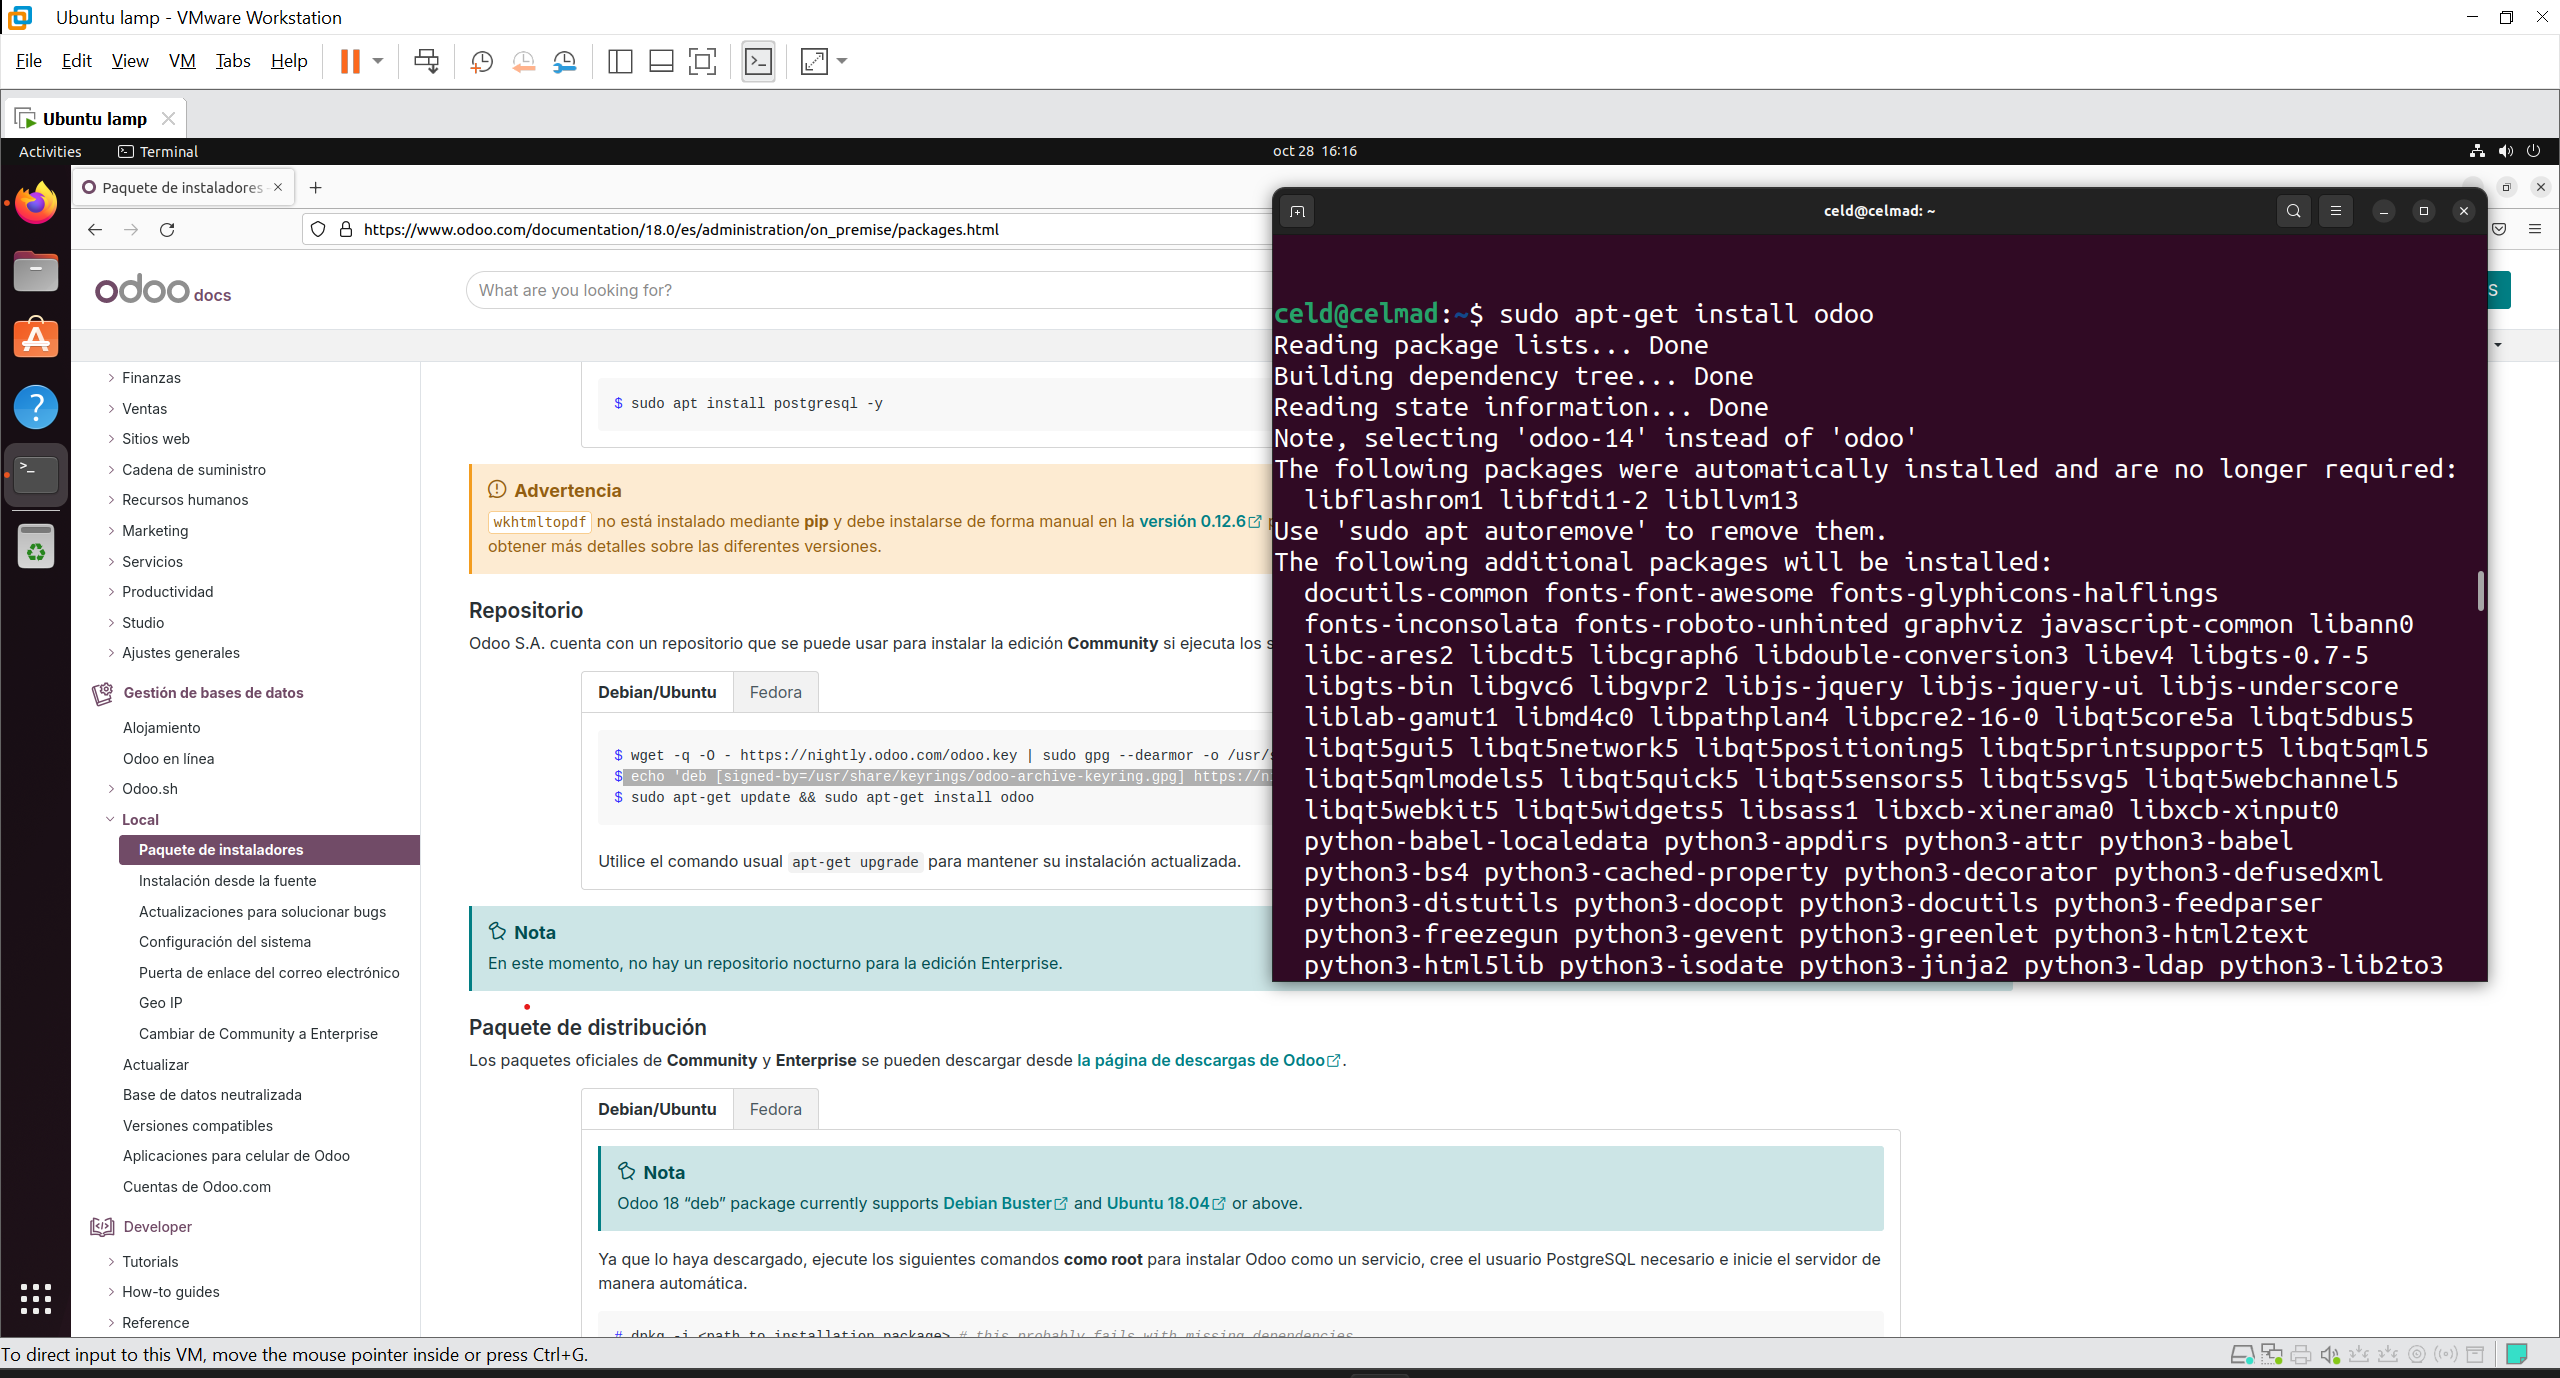 Ubuntu lamp - VMware Workstation
File Edit View VM Tabs Help
Ubuntu lamp
Activities Terminal oct 28 16:16
Paquete de instaladores
https://www.odoo.com/documentation/18.0/es/administration/on_premise/packages.html
odoo docs
What are you looking for?
S
Finanzas
Ventas
Sitios web
Cadena de suministro
Recursos humanos
Marketing
Servicios
Productividad
Studio
Ajustes generales
Gestión de bases de datos
Alojamiento
Odoo en línea
Odoo.sh
Local
Paquete de instaladores
Instalación desde la fuente
Actualizaciones para solucionar bugs
Configuración del sistema
Puerta de enlace del correo electrónico
Geo IP
Cambiar de Community a Enterprise
Actualizar
Base de datos neutralizada
Versiones compatibles
Aplicaciones para celular de Odoo
Cuentas de Odoo.com
Developer
Tutorials
How-to guides
Reference
$ sudo apt install postgresql -y
Advertencia
wkhtmltopdf no está instalado mediante pip y debe instalarse de forma manual en la versión 0.12.6 p
obtener más detalles sobre las diferentes versiones.
Repositorio
Odoo S.A. cuenta con un repositorio que se puede usar para instalar la edición Community si ejecuta los s
Debian/Ubuntu Fedora
$ wget -q -O - https://nightly.odoo.com/odoo.key | sudo gpg --dearmor -o /usr/s
$ echo 'deb [signed-by=/usr/share/keyrings/odoo-archive-keyring.gpg] https://ni
$ sudo apt-get update && sudo apt-get install odoo
Utilice el comando usual apt-get upgrade para mantener su instalación actualizada.
Nota
En este momento, no hay un repositorio nocturno para la edición Enterprise.
Paquete de distribución
Los paquetes oficiales de Community y Enterprise se pueden descargar desde la página de descargas de Odoo.
Debian/Ubuntu Fedora
Nota
Odoo 18 “deb” package currently supports Debian Buster and Ubuntu 18.04 or above.
Ya que lo haya descargado, ejecute los siguientes comandos como root para instalar Odoo como un servicio, cree el usuario PostgreSQL necesario e inicie el servidor de
manera automática.
# dpkg -i <path_to_installation_package> # this probably fails with missing dependencies
celd@celmad: ~
celd@celmad:~$ sudo apt-get install odoo
Reading package lists... Done
Building dependency tree... Done
Reading state information... Done
Note, selecting 'odoo-14' instead of 'odoo'
The following packages were automatically installed and are no longer required:
libflashrom1 libftdi1-2 libllvm13
Use 'sudo apt autoremove' to remove them.
The following additional packages will be installed:
docutils-common fonts-font-awesome fonts-glyphicons-halflings
fonts-inconsolata fonts-roboto-unhinted graphviz javascript-common libann0
libc-ares2 libcdt5 libcgraph6 libdouble-conversion3 libev4 libgts-0.7-5
libgts-bin libgvc6 libgvpr2 libjs-jquery libjs-jquery-ui libjs-underscore
liblab-gamut1 libmd4c0 libpathplan4 libpcre2-16-0 libqt5core5a libqt5dbus5
libqt5gui5 libqt5network5 libqt5positioning5 libqt5printsupport5 libqt5qml5
libqt5qmlmodels5 libqt5quick5 libqt5sensors5 libqt5svg5 libqt5webchannel5
libqt5webkit5 libqt5widgets5 libsass1 libxcb-xinerama0 libxcb-xinput0
python-babel-localedata python3-appdirs python3-attr python3-babel
python3-bs4 python3-cached-property python3-decorator python3-defusedxml
python3-distutils python3-docopt python3-docutils python3-feedparser
python3-freezegun python3-gevent python3-greenlet python3-html2text
python3-html5lib python3-isodate python3-jinja2 python3-ldap python3-lib2to3
To direct input to this VM, move the mouse pointer inside or press Ctrl+G.